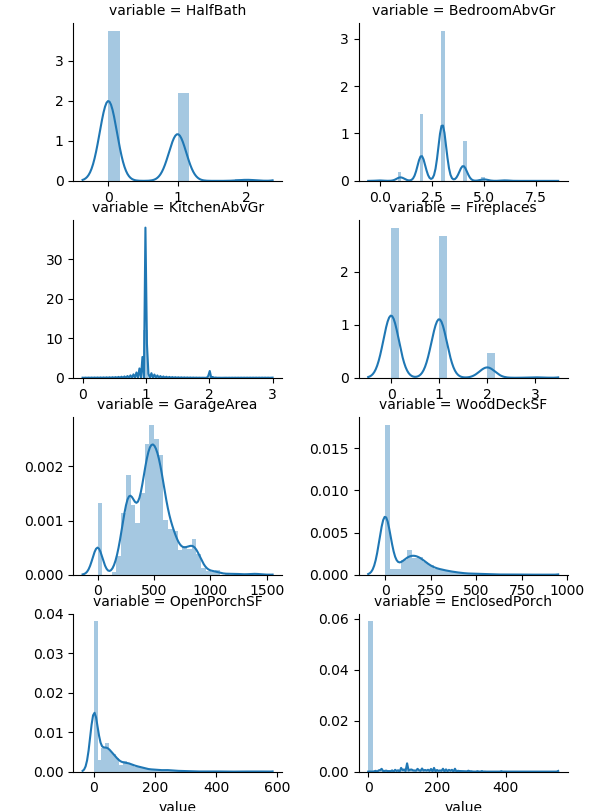 variable = HalfBath
variable = BedroomAbvGr
3
2
1
0
3
2
1
0
0 1 2
0.0 2.5 5.0 7.5
variable = KitchenAbvGr
variable = Fireplaces
30
20
10
0
2
1
0
0 1 2 3
0 1 2 3
variable = GarageArea
variable = WoodDeckSF
0.002
0.001
0.000
0.015
0.010
0.005
0.000
0 500 1000 1500
0 250 500 750 1000
variable = OpenPorchSF
variable = EnclosedPorch
0.04
0.03
0.02
0.01
0.00
0.06
0.04
0.02
0.00
0 200 400 600
0 200 400
value
value